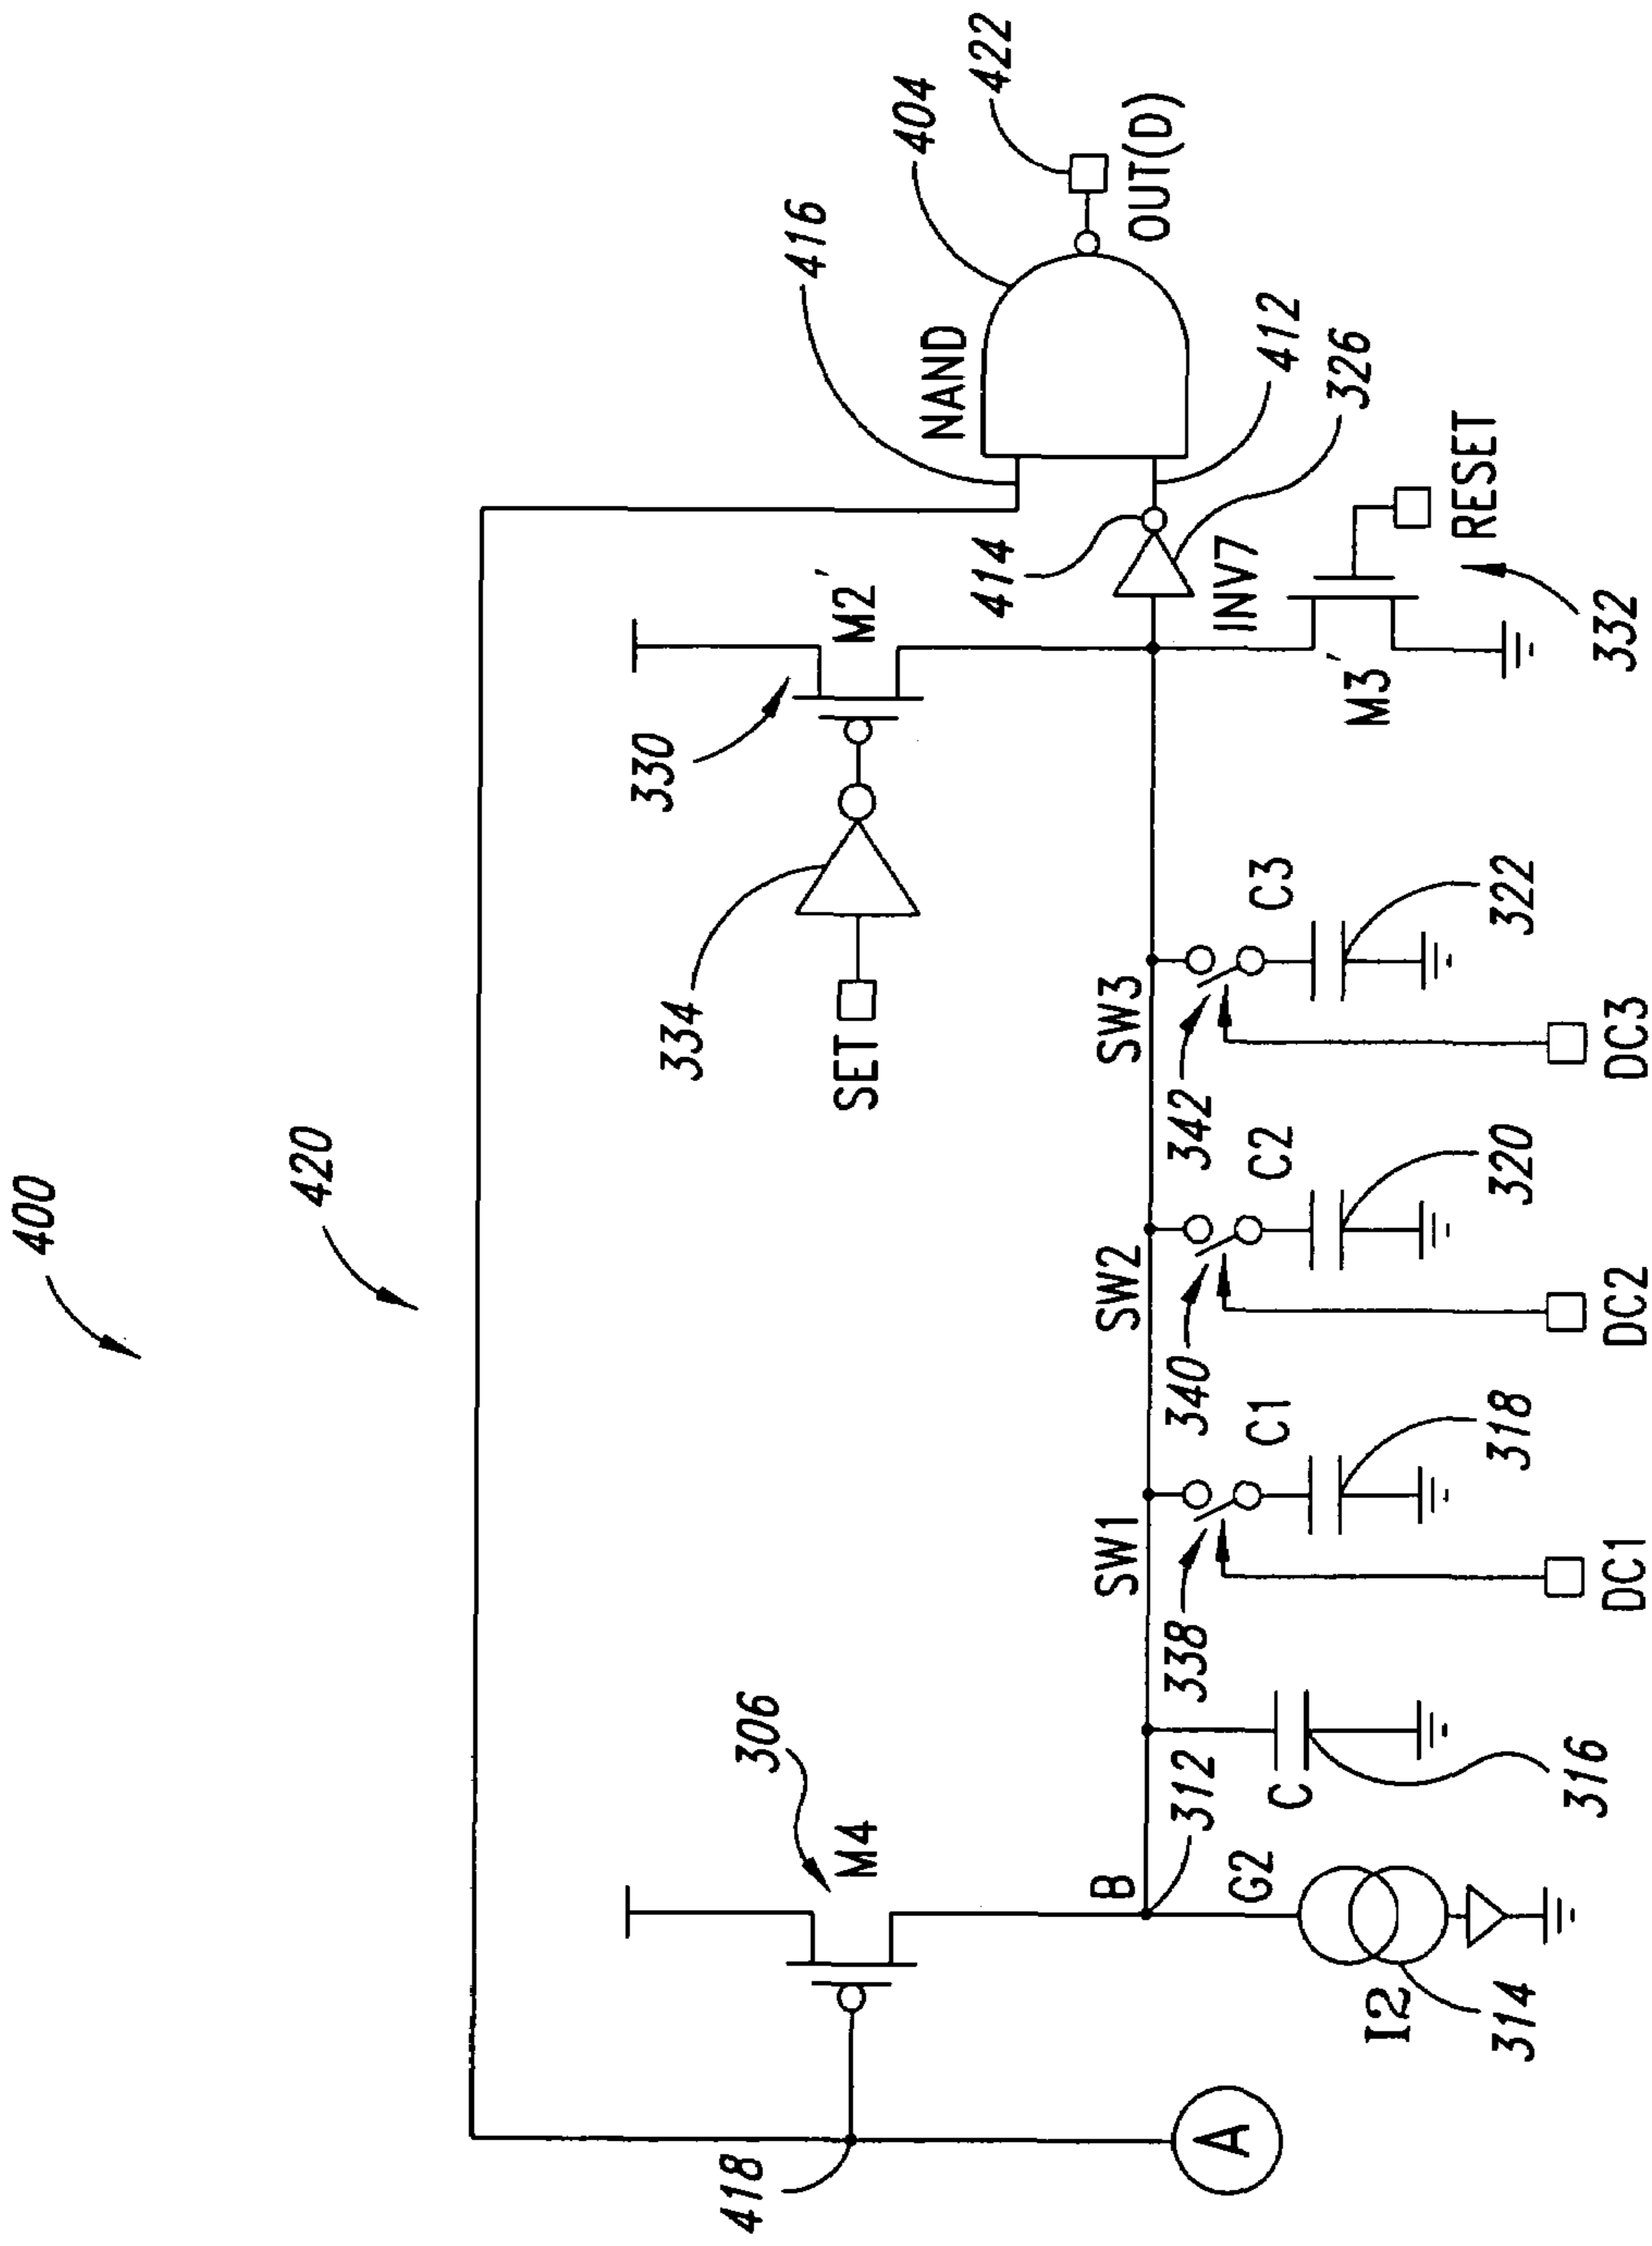 400
420
416
404
422
NAND
OUT(D)
330
M2'
334
SET
414
INV7
412
326
306
M4
418
A
B
312
G2
I2
314
C
316
SW1
338
C1
318
DC1
SW2
340
C2
320
DC2
SW3
342
C3
322
DC3
M3'
RESET
332